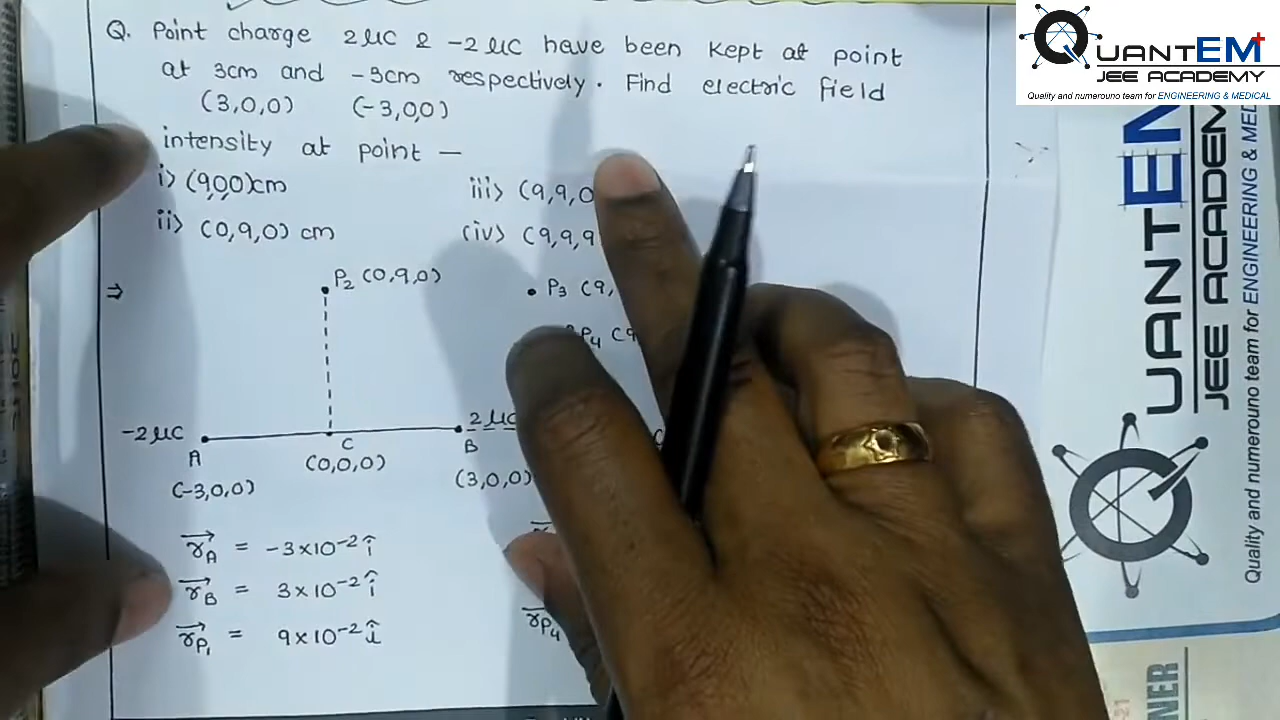 Q. Point charge 2μC & -2μC have been kept at point
at 3cm and -3cm respectively. Find electric field
(3,0,0) (-3,0,0)
intensity at point —
i> (9,0,0)cm
iii> (9,9,0
ii> (0,9,0) cm
(iv) (9,9,9
⇒
P₂ (0,9,0)
P₃ (9,
P₄ (9
-2μC
2μC
A
C
B
(-3,0,0)
(0,0,0)
(3,0,0)
r⃗_A = -3×10⁻² î
r⃗_B = 3×10⁻² î
r⃗_P₁ = 9×10⁻² î
r⃗_P₄
QUANTEM+
JEE ACADEMY
Quality and numerouno team for ENGINEERING & MEDICAL
QUANTEM
JEE ACADEMY
Quality and numerouno team for ENGINEERING & MED